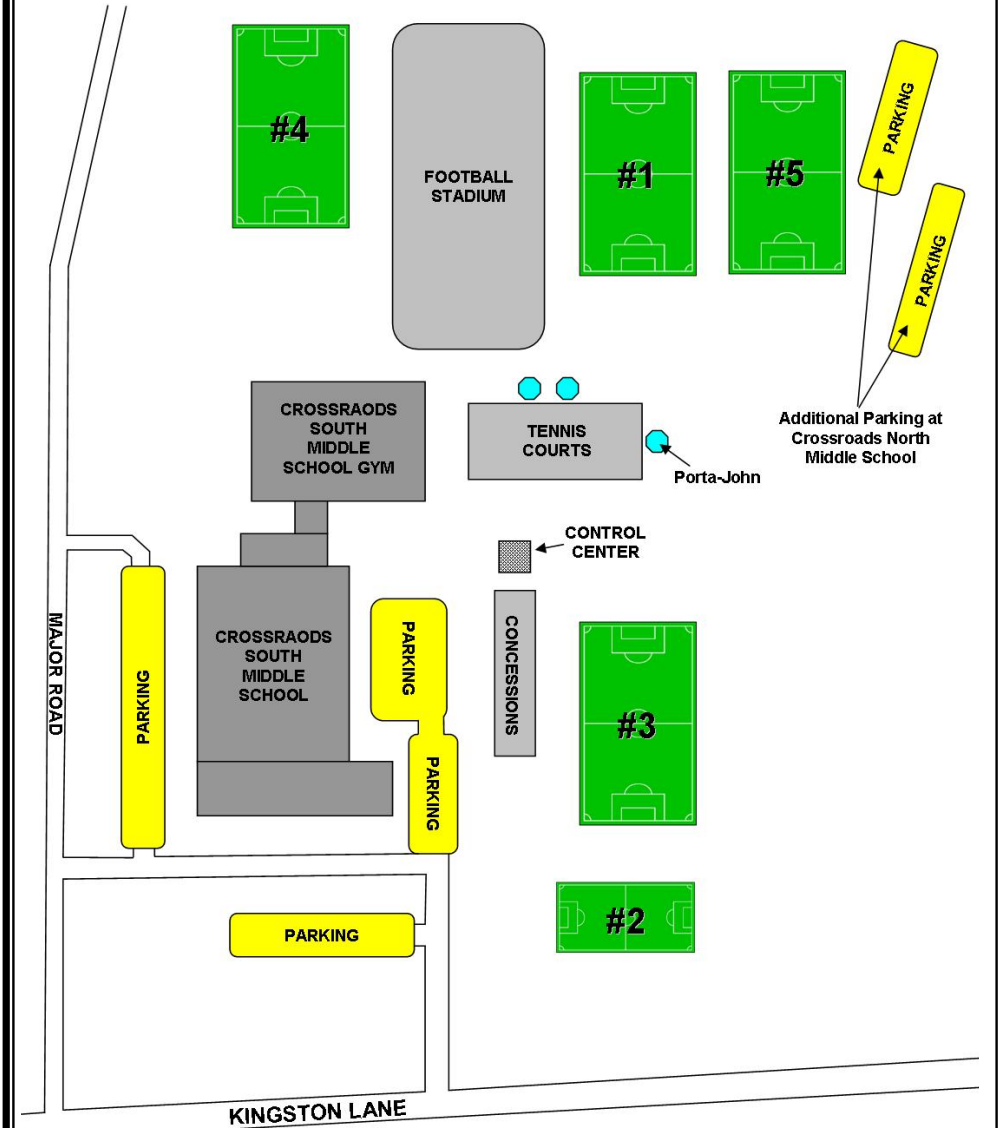 #4
FOOTBALL
STADIUM
#1
#5
PARKING
PARKING
Additional Parking at
Crossroads North
Middle School
CROSSRAODS
SOUTH
MIDDLE
SCHOOL GYM
TENNIS
COURTS
Porta-John
CONTROL
CENTER
MAJOR ROAD
PARKING
CROSSRAODS
SOUTH
MIDDLE
SCHOOL
PARKING
PARKING
CONCESSIONS
#3
#2
PARKING
KINGSTON LANE